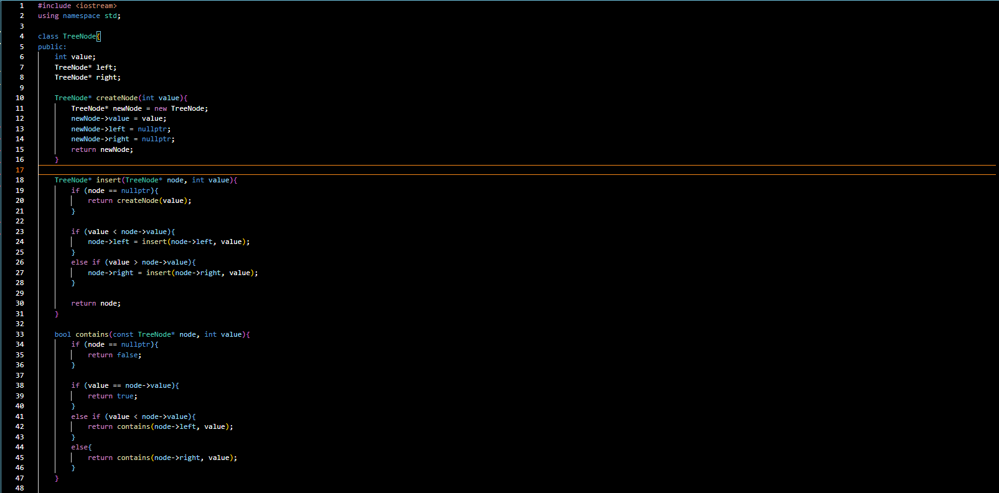 1 #include <iostream>
2 using namespace std;
3
4 class TreeNode{
5 public:
6     int value;
7     TreeNode* left;
8     TreeNode* right;
9
10     TreeNode* createNode(int value){
11         TreeNode* newNode = new TreeNode;
12         newNode->value = value;
13         newNode->left = nullptr;
14         newNode->right = nullptr;
15         return newNode;
16     }
17
18     TreeNode* insert(TreeNode* node, int value){
19         if (node == nullptr){
20             return createNode(value);
21         }
22
23         if (value < node->value){
24             node->left = insert(node->left, value);
25         }
26         else if (value > node->value){
27             node->right = insert(node->right, value);
28         }
29
30         return node;
31     }
32
33     bool contains(const TreeNode* node, int value){
34         if (node == nullptr){
35             return false;
36         }
37
38         if (value == node->value){
39             return true;
40         }
41         else if (value < node->value){
42             return contains(node->left, value);
43         }
44         else{
45             return contains(node->right, value);
46         }
47     }
48